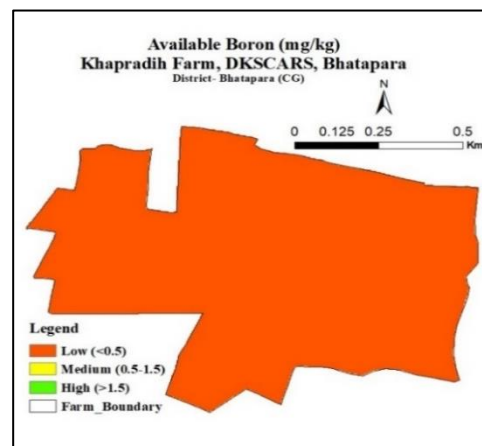 Available Boron (mg/kg)
Khapradih Farm, DKSCARS, Bhatapara
District- Bhatapara (CG)
N
0 0.125 0.25 0.5
Km
Legend
Low (<0.5)
Medium (0.5-1.5)
High (>1.5)
Farm_Boundary